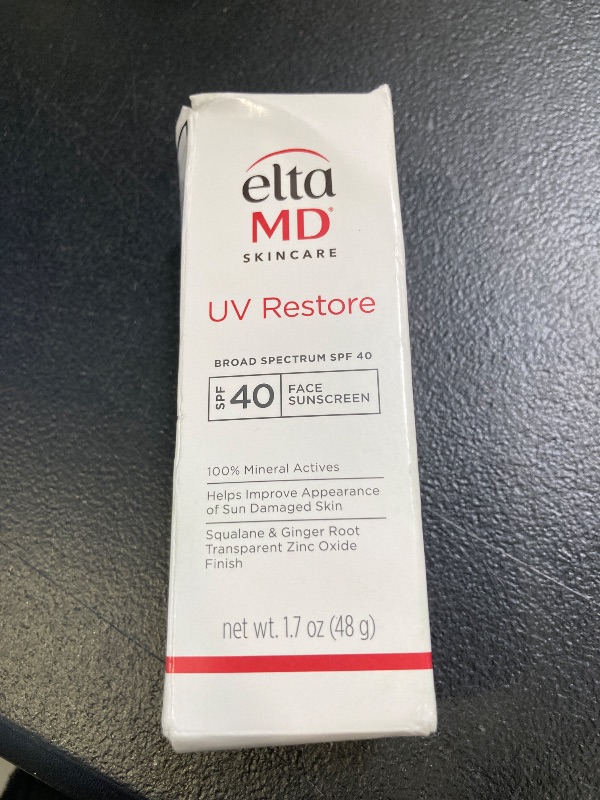 elta
MD®
SKINCARE
UV Restore
BROAD SPECTRUM SPF 40
SPF 40 FACE
SUNSCREEN
100% Mineral Actives
Helps Improve Appearance
of Sun Damaged Skin
Squalane & Ginger Root
Transparent Zinc Oxide
Finish
net wt. 1.7 oz (48 g)